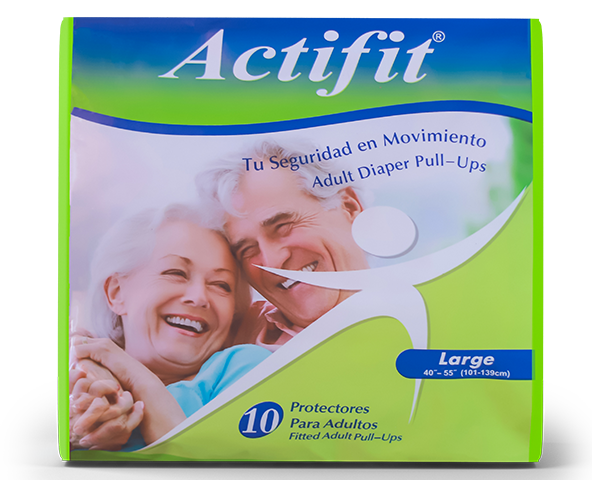 Actifit®
Tu Seguridad en Movimiento
Adult Diaper Pull-Ups
Large
40"- 55" (101-139cm)
10
Protectores
Para Adultos
Fitted Adult Pull-Ups